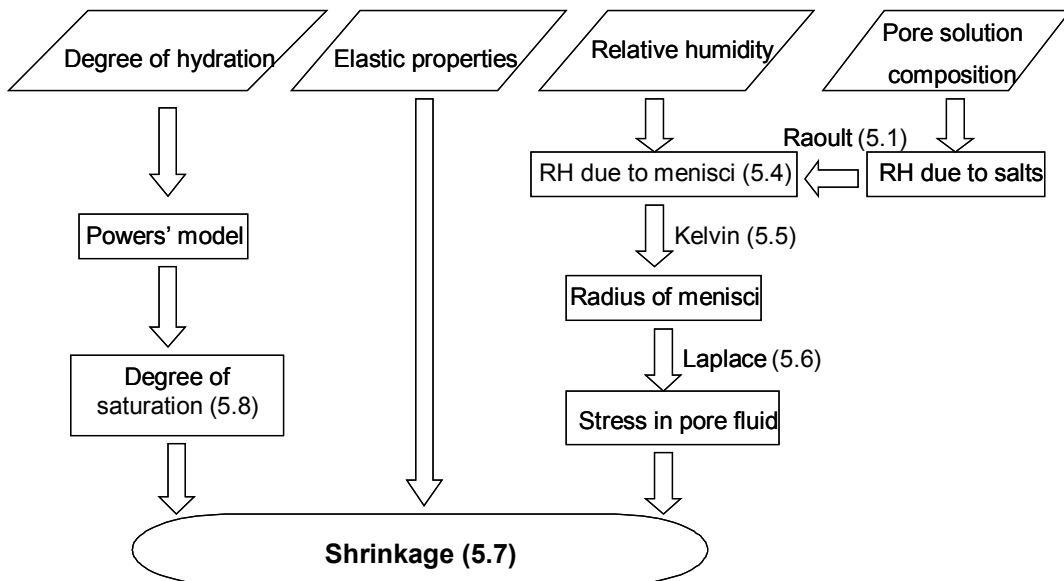 Degree of hydration
Elastic properties
Relative humidity
Pore solution
composition
Raoult (5.1)
RH due to menisci (5.4)
RH due to salts
Powers’ model
Kelvin (5.5)
Radius of menisci
Laplace (5.6)
Degree of
saturation (5.8)
Stress in pore fluid
Shrinkage (5.7)